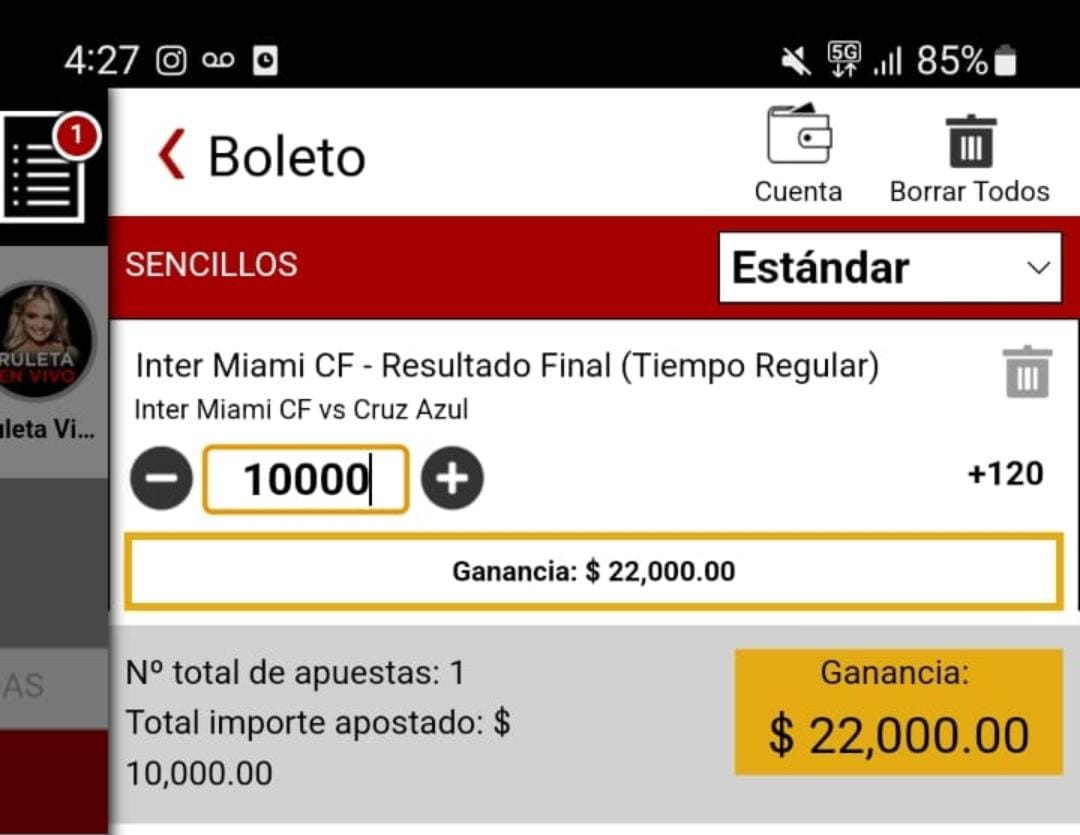 4:27
5G
85%
1
Boleto
Cuenta
Borrar Todos
SENCILLOS
Estándar
RULETA
EN VIVO
uleta Vi...
Inter Miami CF - Resultado Final (Tiempo Regular)
Inter Miami CF vs Cruz Azul
10000
+120
Ganancia: $ 22,000.00
Nº total de apuestas: 1
Total importe apostado: $
10,000.00
Ganancia:
$ 22,000.00
DAS